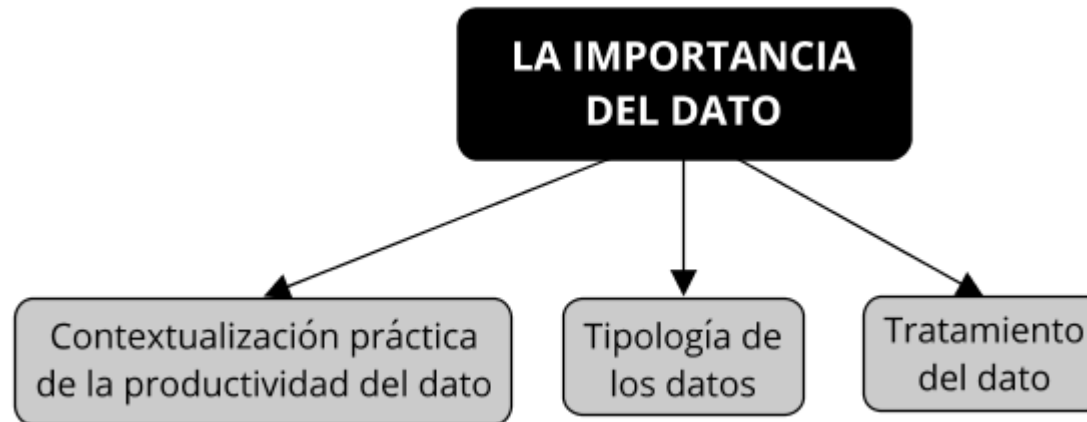 LA IMPORTANCIA
DEL DATO
Contextualización práctica
de la productividad del dato
Tipología de
los datos
Tratamiento
del dato